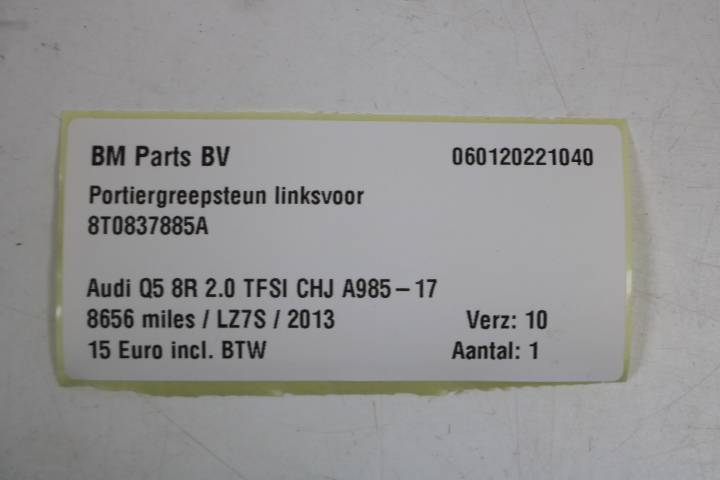 BM Parts BV 060120221040
Portiergreepsteun linksvoor
8T0837885A
Audi Q5 8R 2.0 TFSI CHJ A985-17
8656 miles / LZ7S / 2013 Verz: 10
15 Euro incl. BTW Aantal: 1